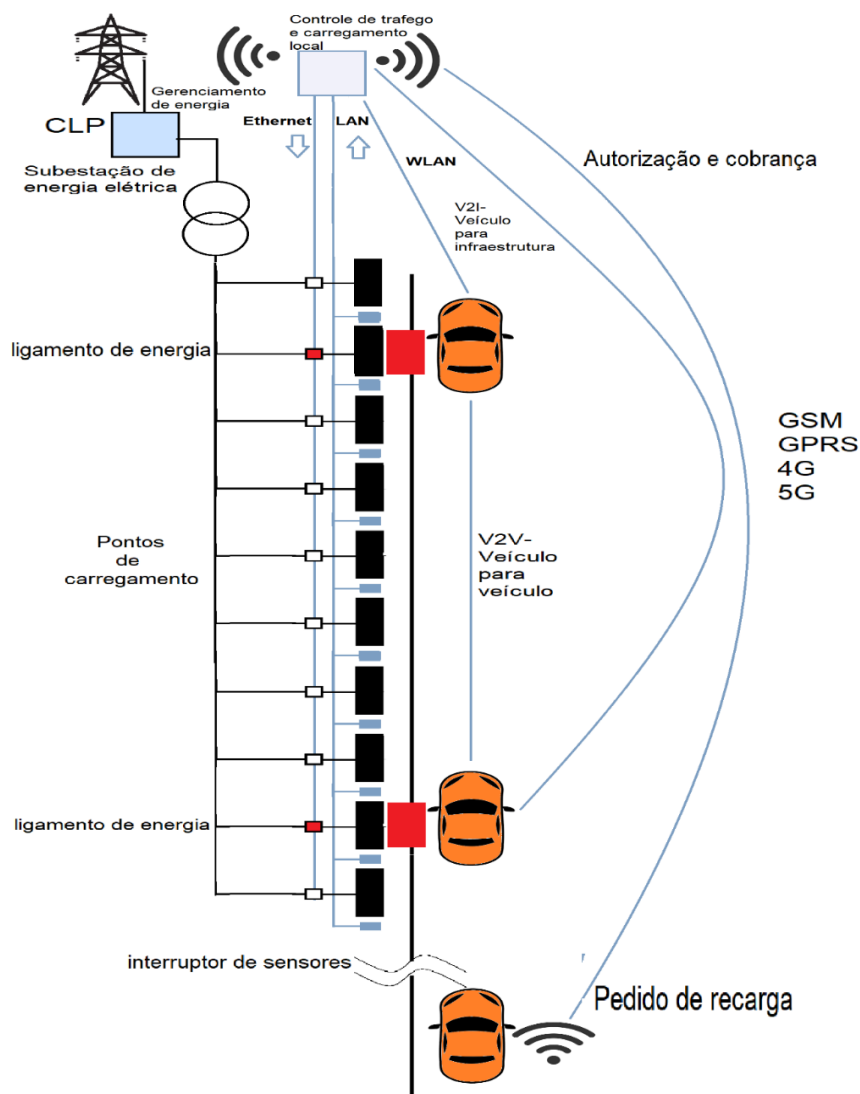 Controle de trafego
e carregamento
local
Gerenciamento
de energia
CLP
Ethernet
LAN
WLAN
Autorização e cobrança
Subestação de
energia elétrica
V2I-
Veículo
para
infraestrutura
ligamento de energia
GSM
GPRS
4G
5G
V2V-
Veículo
para
veículo
Pontos
de
carregamento
ligamento de energia
interruptor de sensores
Pedido de recarga